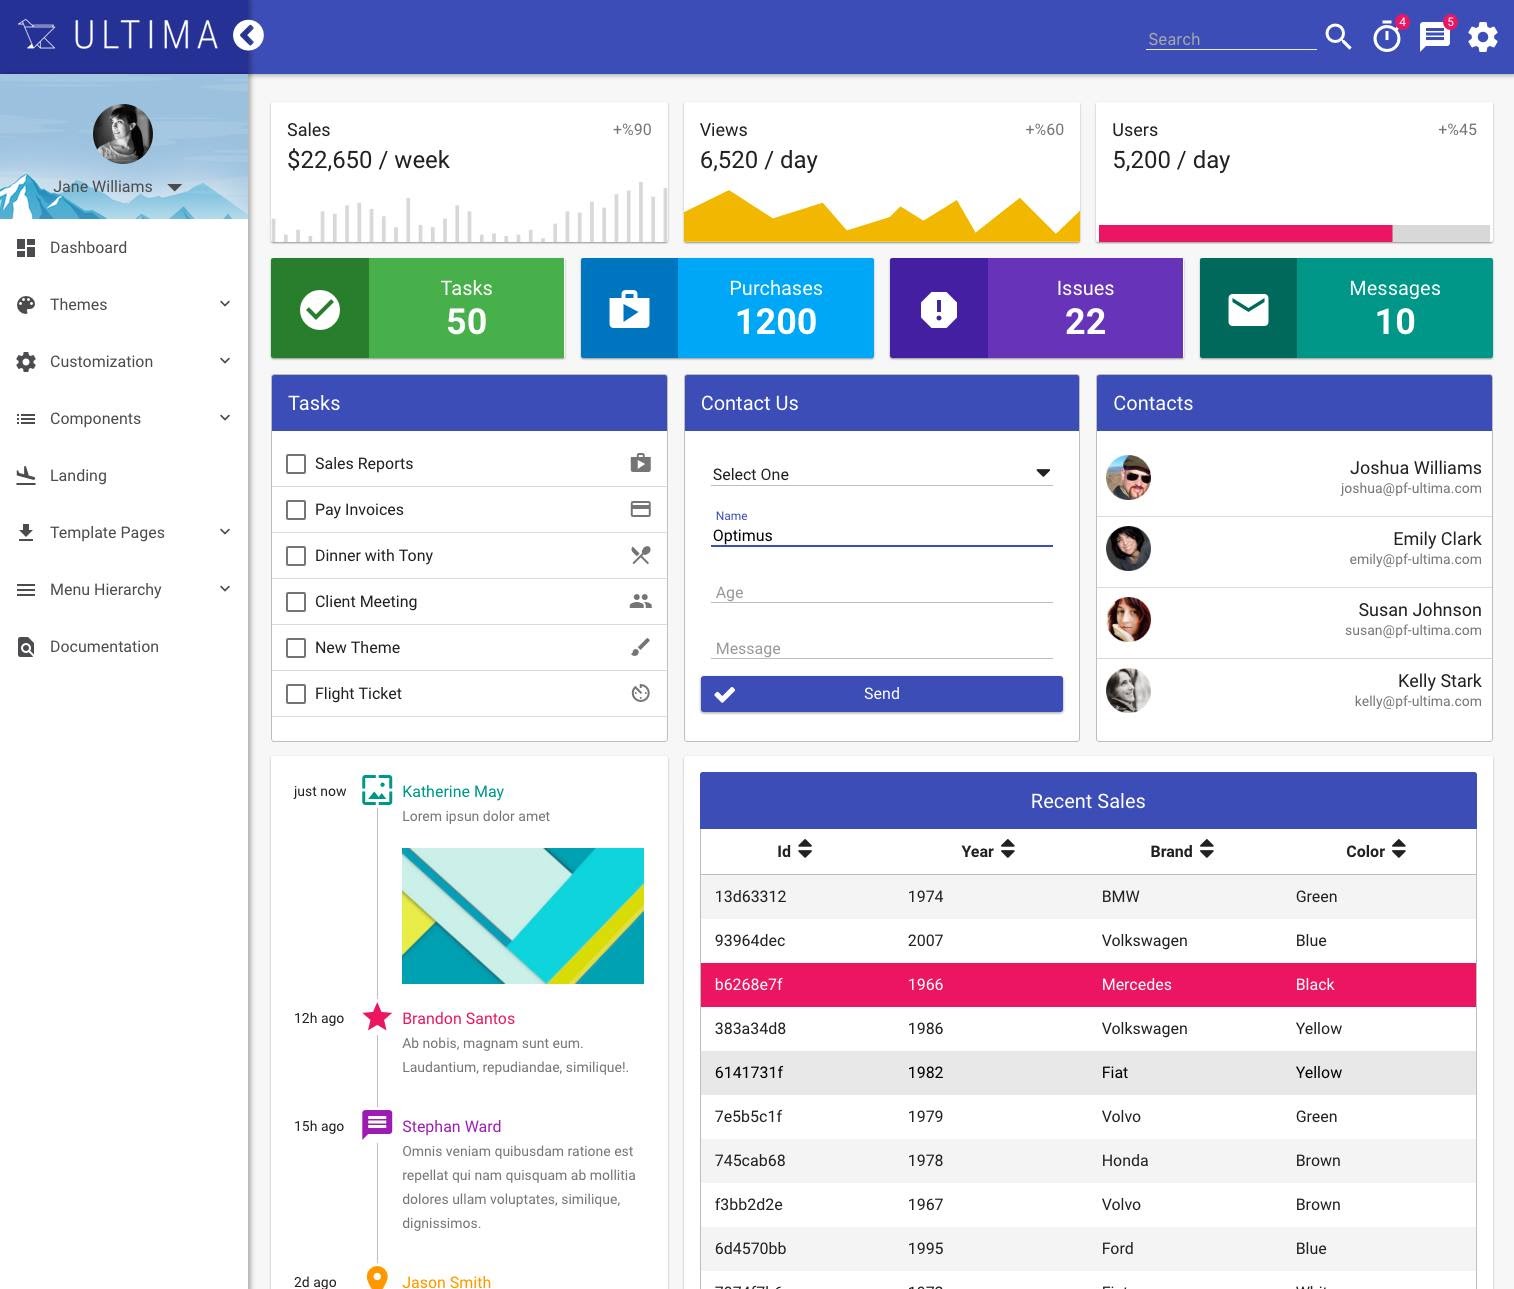 ULTIMA
Search
4
5
Jane Williams
Dashboard
Themes
Customization
Components
Landing
Template Pages
Menu Hierarchy
Documentation
Sales +%90
$22,650 / week
Views +%60
6,520 / day
Users +%45
5,200 / day
Tasks
50
Purchases
1200
Issues
22
Messages
10
Tasks
Sales Reports
Pay Invoices
Dinner with Tony
Client Meeting
New Theme
Flight Ticket
Contact Us
Select One
Name
Optimus
Age
Message
Send
Contacts
Joshua Williams
joshua@pf-ultima.com
Emily Clark
emily@pf-ultima.com
Susan Johnson
susan@pf-ultima.com
Kelly Stark
kelly@pf-ultima.com
just now Katherine May
Lorem ipsun dolor amet
12h ago Brandon Santos
Ab nobis, magnam sunt eum.
Laudantium, repudiandae, similique!.
15h ago Stephan Ward
Omnis veniam quibusdam ratione est
repellat qui nam quisquam ab mollitia
dolores ullam voluptates, similique,
dignissimos.
2d ago Jason Smith
Recent Sales
Id Year Brand Color
13d63312 1974 BMW Green
93964dec 2007 Volkswagen Blue
b6268e7f 1966 Mercedes Black
383a34d8 1986 Volkswagen Yellow
6141731f 1982 Fiat Yellow
7e5b5c1f 1979 Volvo Green
745cab68 1978 Honda Brown
f3bb2d2e 1967 Volvo Brown
6d4570bb 1995 Ford Blue